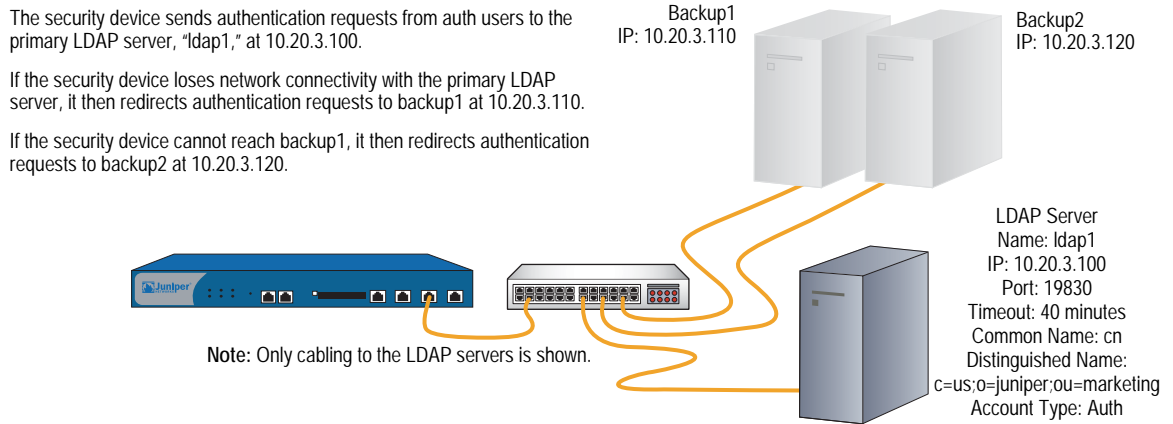 The security device sends authentication requests from auth users to the
primary LDAP server, “ldap1,” at 10.20.3.100.
If the security device loses network connectivity with the primary LDAP
server, it then redirects authentication requests to backup1 at 10.20.3.110.
If the security device cannot reach backup1, it then redirects authentication
requests to backup2 at 10.20.3.120.
Backup1
IP: 10.20.3.110
Backup2
IP: 10.20.3.120
Juniper
Note: Only cabling to the LDAP servers is shown.
LDAP Server
Name: ldap1
IP: 10.20.3.100
Port: 19830
Timeout: 40 minutes
Common Name: cn
Distinguished Name:
c=us;o=juniper;ou=marketing
Account Type: Auth